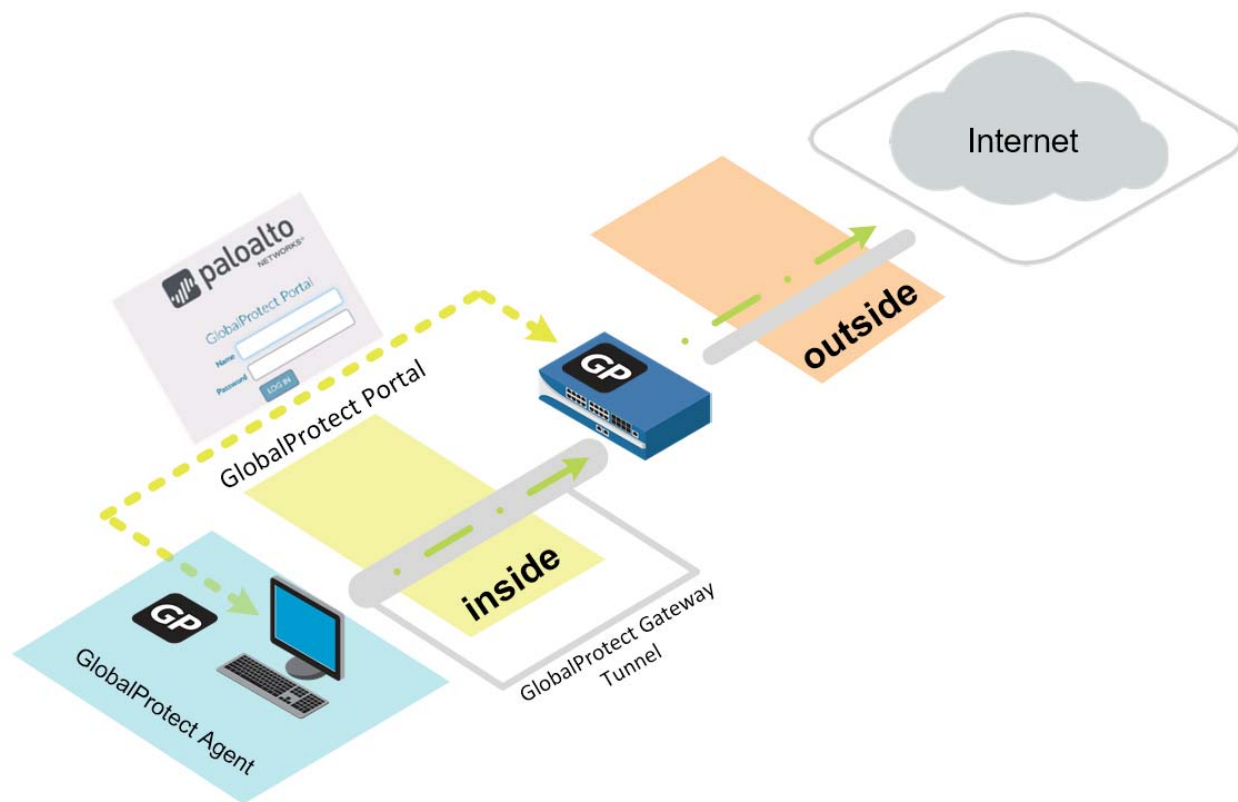 Internet
paloalto
NETWORKS®
GlobalProtect Portal
Name
Password
LOG IN
outside
GP
GlobalProtect Portal
inside
GP
GlobalProtect Agent
GlobalProtect Gateway
Tunnel